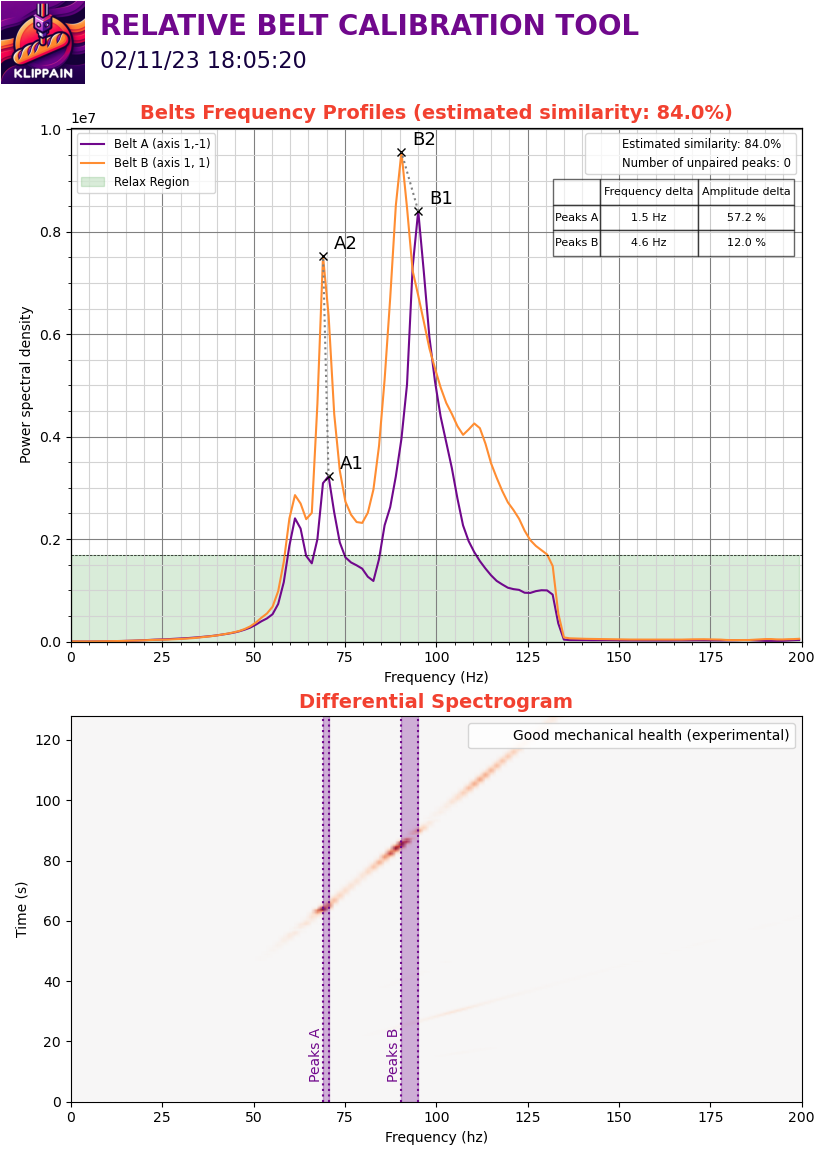 KLIPPAIN
RELATIVE BELT CALIBRATION TOOL
02/11/23 18:05:20
Belts Frequency Profiles (estimated similarity: 84.0%)
1e7
Belt A (axis 1,-1)
Belt B (axis 1, 1)
Relax Region
Estimated similarity: 84.0%
Number of unpaired peaks: 0
Frequency delta Amplitude delta
Peaks A 1.5 Hz 57.2 %
Peaks B 4.6 Hz 12.0 %
B2
B1
A2
A1
1.0
0.8
0.6
0.4
0.2
0.0
Power spectral density
0 25 50 75 100 125 150 175 200
Frequency (Hz)
Differential Spectrogram
Good mechanical health (experimental)
120
100
80
60
40
20
0
Time (s)
Peaks A
Peaks B
0 25 50 75 100 125 150 175 200
Frequency (hz)